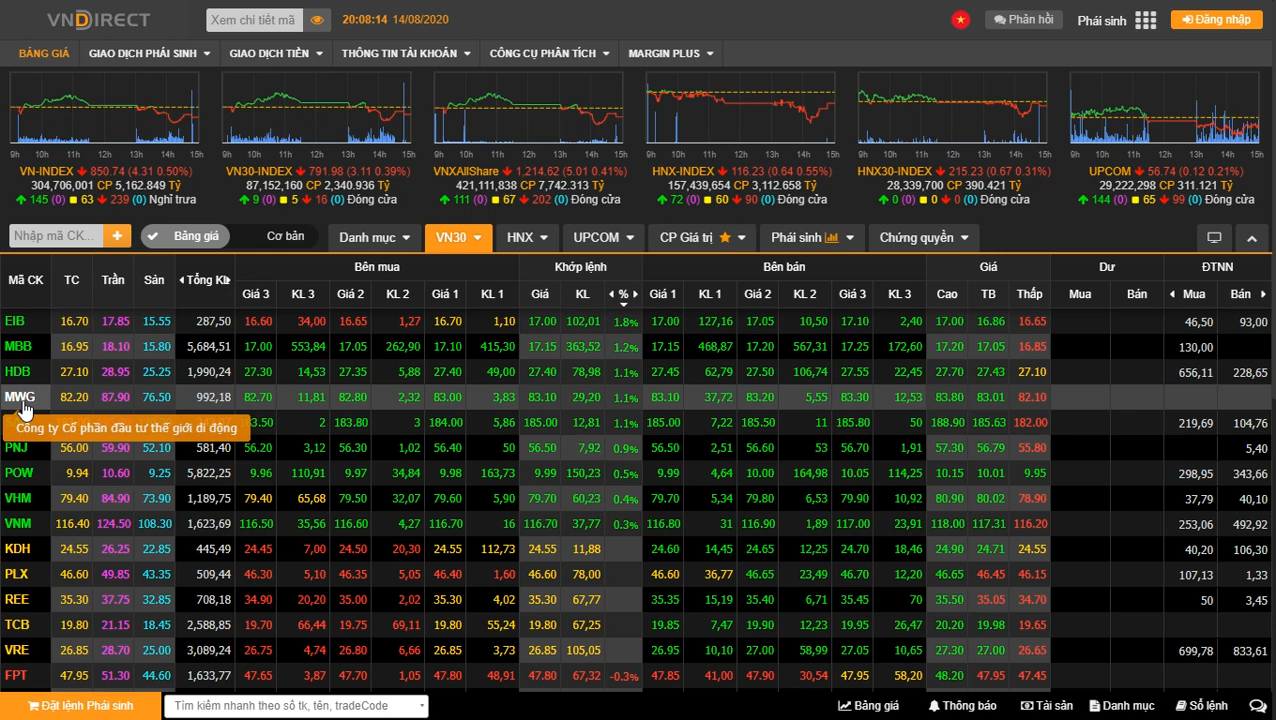 VNDIRECT Xem chi tiết mã 20:08:14 14/08/2020 Phản hồi Phái sinh Đăng nhập
BẢNG GIÁ GIAO DỊCH PHÁI SINH GIAO DỊCH TIỀN THÔNG TIN TÀI KHOẢN CÔNG CỤ PHÂN TÍCH MARGIN PLUS
9h 10h 11h 12h 13h 14h 15h 9h 10h 11h 12h 13h 14h 15h 9h 10h 11h 12h 13h 14h 15h 9h 10h 11h 12h 13h 14h 15h 9h 10h 11h 12h 13h 14h 15h 9h 10h 11h 12h 13h 14h 15h
VN-INDEX 850.74 (4.31 0.50%) VN30-INDEX 791.98 (3.11 0.39%) VNXAllShare 1,214.62 (5.01 0.41%) HNX-INDEX 116.23 (0.64 0.55%) HNX30-INDEX 215.23 (0.67 0.31%) UPCOM 56.74 (0.12 0.21%)
304,706,001 CP 5,162.849 Tỷ 87,152,160 CP 2,340.936 Tỷ 421,111,838 CP 7,742.313 Tỷ 157,439,654 CP 3,112.658 Tỷ 28,339,700 CP 390.421 Tỷ 29,222,298 CP 311.121 Tỷ
145 (0) 63 239 (0) Nghỉ trưa 9 (0) 5 16 (0) Đóng cửa 111 (0) 67 202 (0) Đóng cửa 72 (0) 60 90 (0) Đóng cửa 0 (0) 0 0 (0) Đóng cửa 144 (0) 65 99 (0) Đóng cửa
Nhập mã CK... + Bảng giá Cơ bản Danh mục VN30 HNX UPCOM CP Giá trị Phái sinh Chứng quyền
Mã CK TC Trần Sàn Tổng KL Bên mua Khớp lệnh Bên bán Giá Dư ĐTNN
Giá 3 KL 3 Giá 2 KL 2 Giá 1 KL 1 Giá KL % Giá 1 KL 1 Giá 2 KL 2 Giá 3 KL 3 Cao TB Thấp Mua Bán Mua Bán
EIB 16.70 17.85 15.55 287,50 16.60 34,00 16.65 1,27 16.70 1,10 17.00 102,01 1.8% 17.00 127,16 17.05 10,50 17.10 2,40 17.00 16.86 16.65 46,50 93,00
MBB 16.95 18.10 15.80 5,684,51 17.00 553,84 17.05 262,90 17.10 415,30 17.15 363,52 1.2% 17.15 468,87 17.20 567,31 17.25 172,60 17.20 17.05 16.85 130,00
HDB 27.10 28.95 25.25 1,990,24 27.30 14,53 27.35 5,88 27.40 49,00 27.40 78,98 1.1% 27.45 62,79 27.50 106,74 27.55 22,45 27.70 27.43 27.10 656,11 228,65
MWG 82.20 87.90 76.50 992,18 82.70 11,81 82.80 2,32 83.00 3,83 83.10 29,20 1.1% 83.10 37,72 83.20 5,55 83.30 12,53 83.80 83.01 82.10
Công ty Cổ phần đầu tư thế giới di động 2 183.80 3 184.00 5,86 185.00 12,81 1.1% 185.00 7,22 185.50 11 185.80 50 188.90 185.63 182.00 219,69 104,76
PNJ 56.00 59.90 52.10 581,40 56.20 3,12 56.30 1,02 56.40 50 56.50 7,92 0.9% 56.50 2,51 56.60 53 56.70 1,91 57.30 56.79 55.80 5,40
POW 9.94 10.60 9.25 5,822,25 9.96 110,91 9.97 34,84 9.98 163,73 9.99 150,23 0.5% 9.99 4,64 10.00 164,98 10.05 114,25 10.15 10.01 9.95 298,95 343,66
VHM 79.40 84.90 73.90 1,189,75 79.40 65,68 79.50 32,07 79.60 5,90 79.70 60,23 0.4% 79.70 5,34 79.80 6,53 79.90 10,92 80.90 80.02 78.90 37,79 40,10
VNM 116.40 124.50 108.30 1,623,69 116.50 35,56 116.60 4,27 116.70 16 116.70 37,77 0.3% 116.80 31 116.90 1,89 117.00 23,91 118.00 117.31 116.20 253,06 492,92
KDH 24.55 26.25 22.85 445,49 24.45 7,00 24.50 20,30 24.55 112,73 24.55 11,88 24.60 14,45 24.65 12,25 24.70 18,46 24.90 24.71 24.55 40,20 106,30
PLX 46.60 49.85 43.35 509,44 46.30 5,10 46.35 5,05 46.40 1,60 46.60 78,00 46.60 36,77 46.65 23,49 46.70 12,20 46.65 46.45 46.15 107,13 1,33
REE 35.30 37.75 32.85 708,18 34.90 20,20 35.00 2,02 35.30 4,02 35.30 67,77 35.35 15,19 35.40 6,71 35.45 70 35.50 35.05 34.70 50 3,45
TCB 19.80 21.15 18.45 2,588,85 19.70 66,44 19.75 69,11 19.80 55,24 19.80 67,25 19.85 7,47 19.90 12,23 19.95 26,47 20.20 19.98 19.65
VRE 26.85 28.70 25.00 3,089,24 26.75 4,74 26.80 6,66 26.85 3,73 26.85 105,05 26.95 10,10 27.00 58,99 27.05 10,65 27.30 27.00 26.65 699,78 833,61
FPT 47.95 51.30 44.60 1,633,77 47.65 3,87 47.70 1,05 47.80 48,91 47.80 67,32 -0.3% 47.85 41,00 47.90 30,54 47.95 58,20 48.20 47.95 47.45
Đặt lệnh Phái sinh Tìm kiếm nhanh theo số tk, tên, tradeCode Bảng giá Thông báo Tài sản Danh mục Sổ lệnh